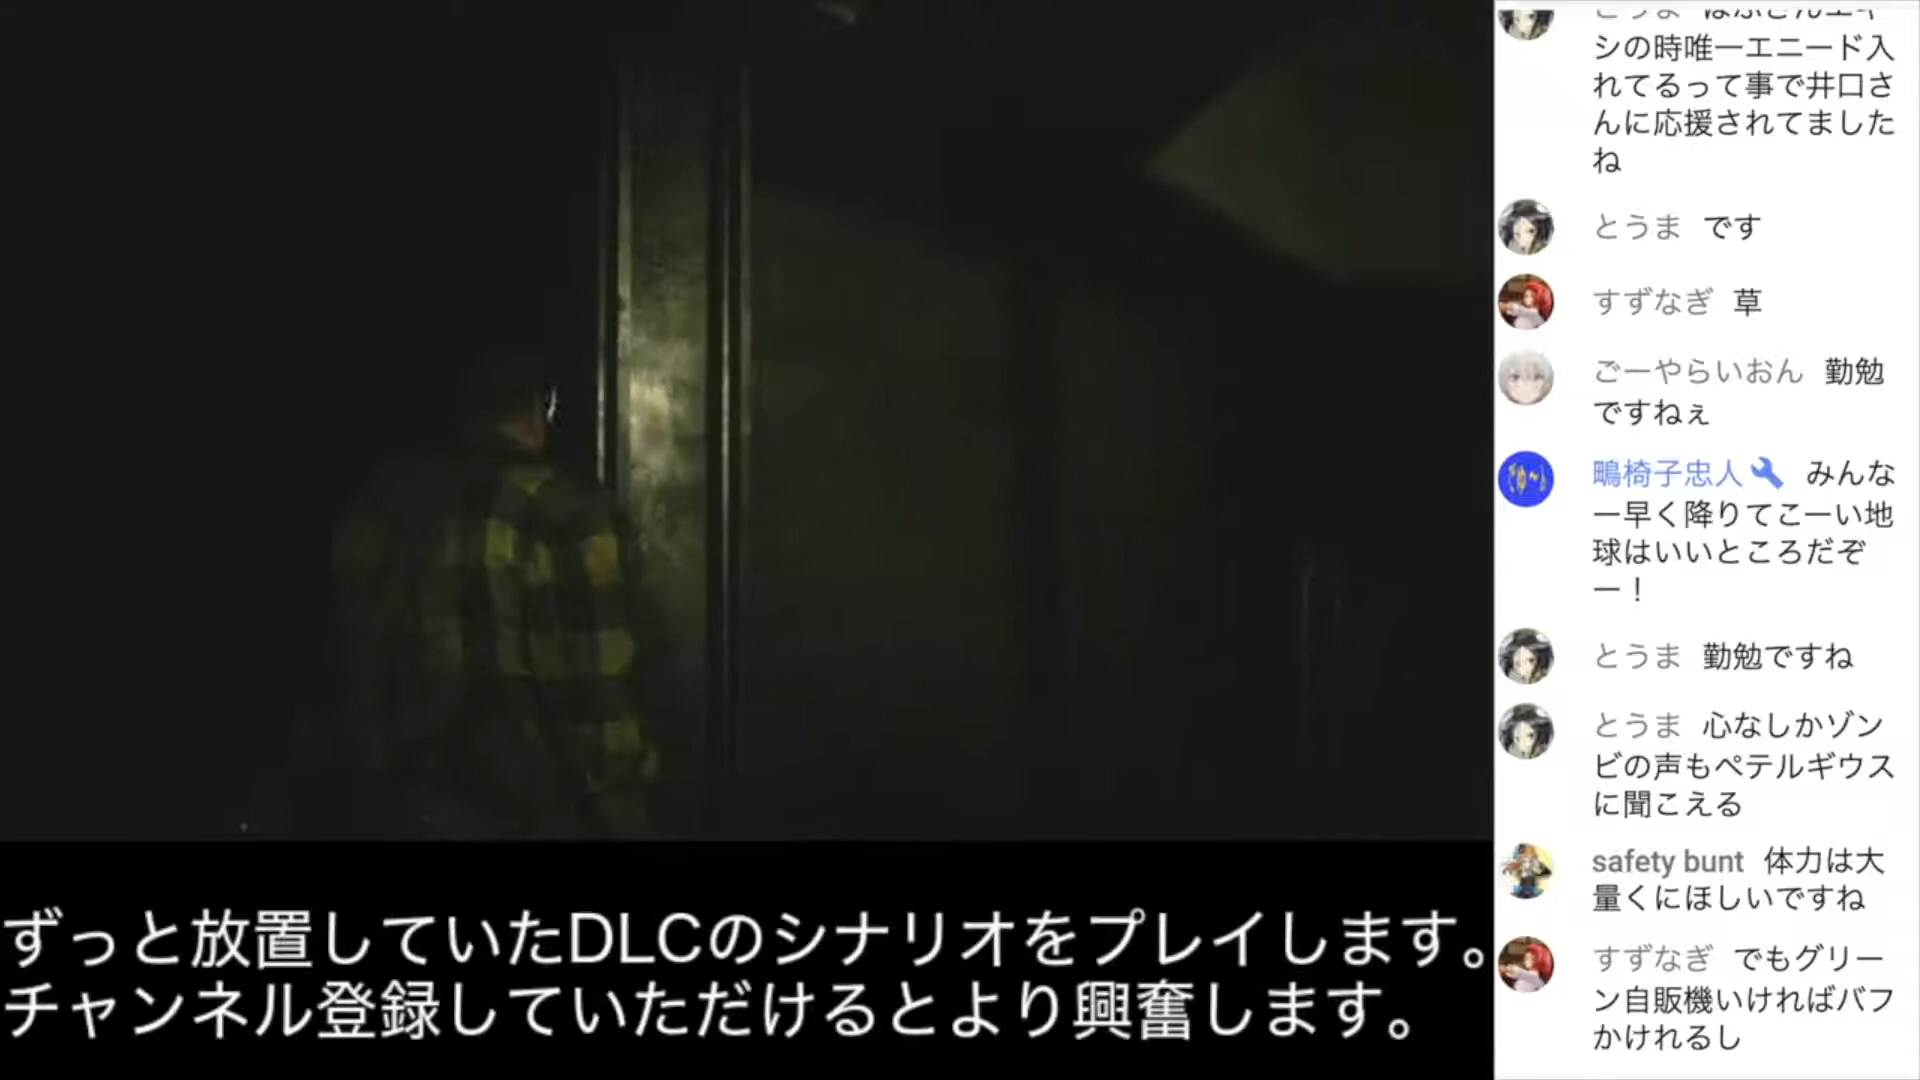 ずっと放置していたDLCのシナリオをプレイします。
チャンネル登録していただけるとより興奮します。
シの時唯一エニード入
れてるって事で井口さ
んに応援されてました
ね
とうま です
すずなぎ 草
ごーやらいおん 勤勉
ですねぇ
鴫椅子忠人 みんな
ー早く降りてこーい地
球はいいところだぞ
ー！
とうま 勤勉ですね
とうま 心なしかゾン
ビの声もペテルギウス
に聞こえる
safety bunt 体力は大
量くにほしいですね
すずなぎ でもグリー
ン自販機いければバフ
かけれるし